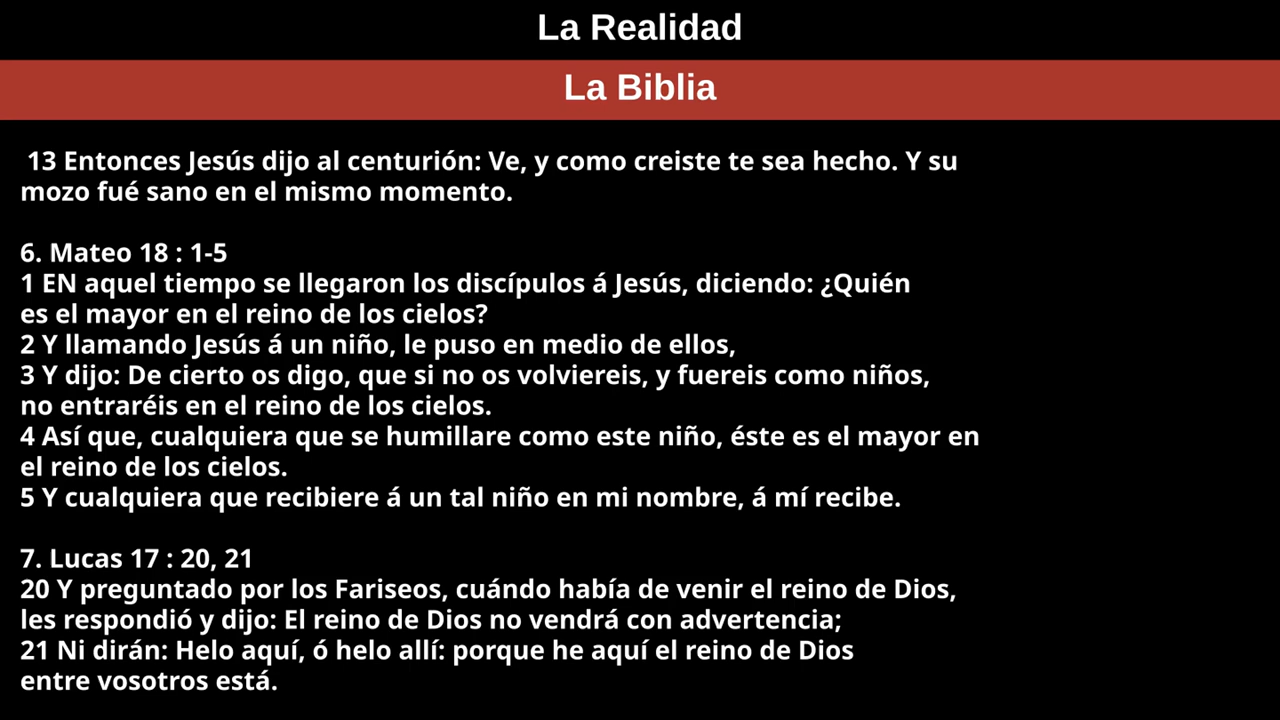 La Realidad
La Biblia
13 Entonces Jesús dijo al centurión: Ve, y como creiste te sea hecho. Y su
mozo fué sano en el mismo momento.
6. Mateo 18 : 1-5
1 EN aquel tiempo se llegaron los discípulos á Jesús, diciendo: ¿Quién
es el mayor en el reino de los cielos?
2 Y llamando Jesús á un niño, le puso en medio de ellos,
3 Y dijo: De cierto os digo, que si no os volviereis, y fuereis como niños,
no entraréis en el reino de los cielos.
4 Así que, cualquiera que se humillare como este niño, éste es el mayor en
el reino de los cielos.
5 Y cualquiera que recibiere á un tal niño en mi nombre, á mí recibe.
7. Lucas 17 : 20, 21
20 Y preguntado por los Fariseos, cuándo había de venir el reino de Dios,
les respondió y dijo: El reino de Dios no vendrá con advertencia;
21 Ni dirán: Helo aquí, ó helo allí: porque he aquí el reino de Dios
entre vosotros está.